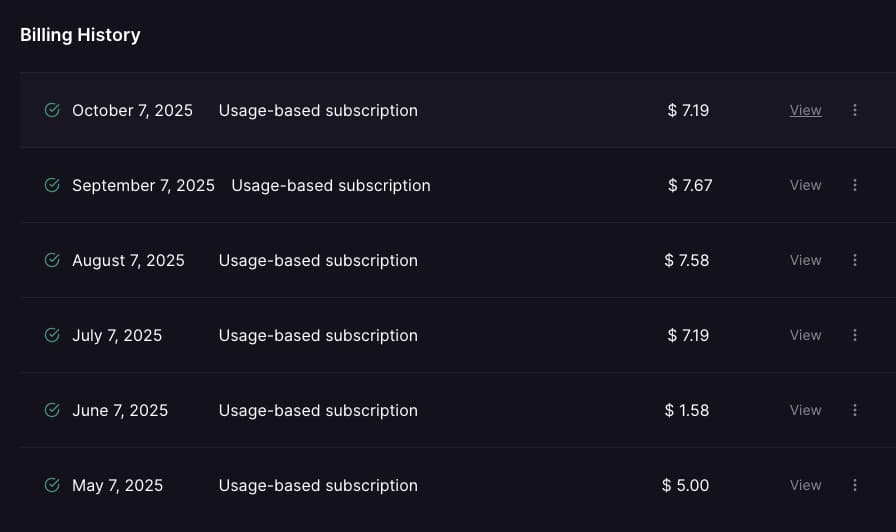 Billing History
October 7, 2025 Usage-based subscription $ 7.19 View
September 7, 2025 Usage-based subscription $ 7.67 View
August 7, 2025 Usage-based subscription $ 7.58 View
July 7, 2025 Usage-based subscription $ 7.19 View
June 7, 2025 Usage-based subscription $ 1.58 View
May 7, 2025 Usage-based subscription $ 5.00 View